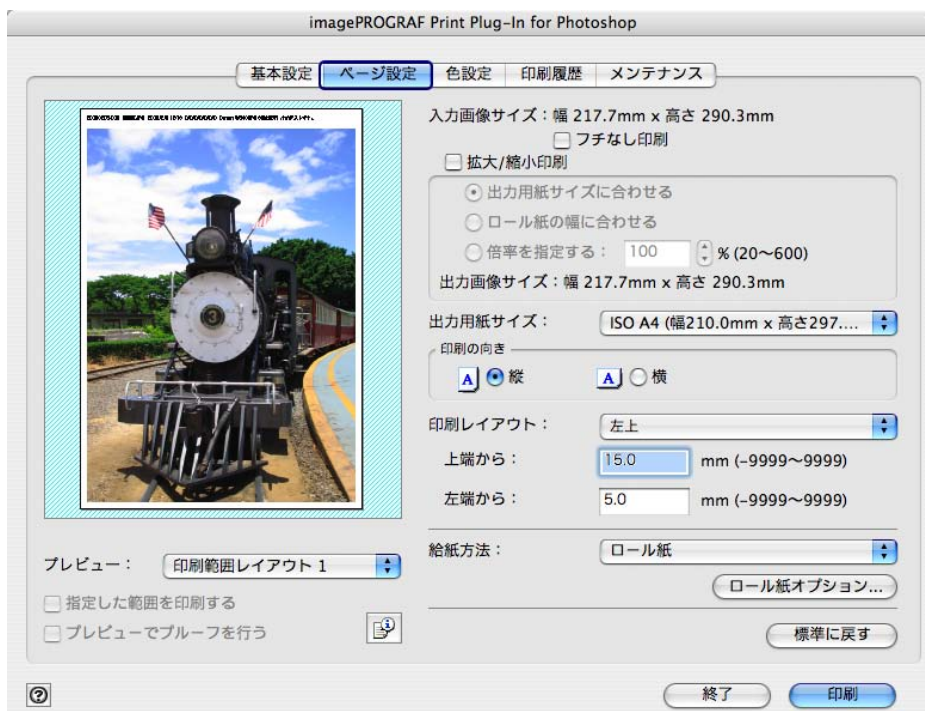 imagePROGRAF Print Plug-In for Photoshop
基本設定 ページ設定 色設定 印刷履歴 メンテナンス
入力画像サイズ：幅 217.7mm x 高さ 290.3mm
フチなし印刷
拡大/縮小印刷
出力用紙サイズに合わせる
ロール紙の幅に合わせる
倍率を指定する： 100 % (20〜600)
出力画像サイズ：幅 217.7mm x 高さ 290.3mm
出力用紙サイズ： ISO A4 (幅210.0mm x 高さ297....
印刷の向き
A 縦 A 横
印刷レイアウト： 左上
上端から： 15.0 mm (-9999〜9999)
左端から： 5.0 mm (-9999〜9999)
給紙方法： ロール紙
ロール紙オプション...
標準に戻す
3
プレビュー： 印刷範囲レイアウト 1
指定した範囲を印刷する
プレビューでプルーフを行う
? 終了 印刷